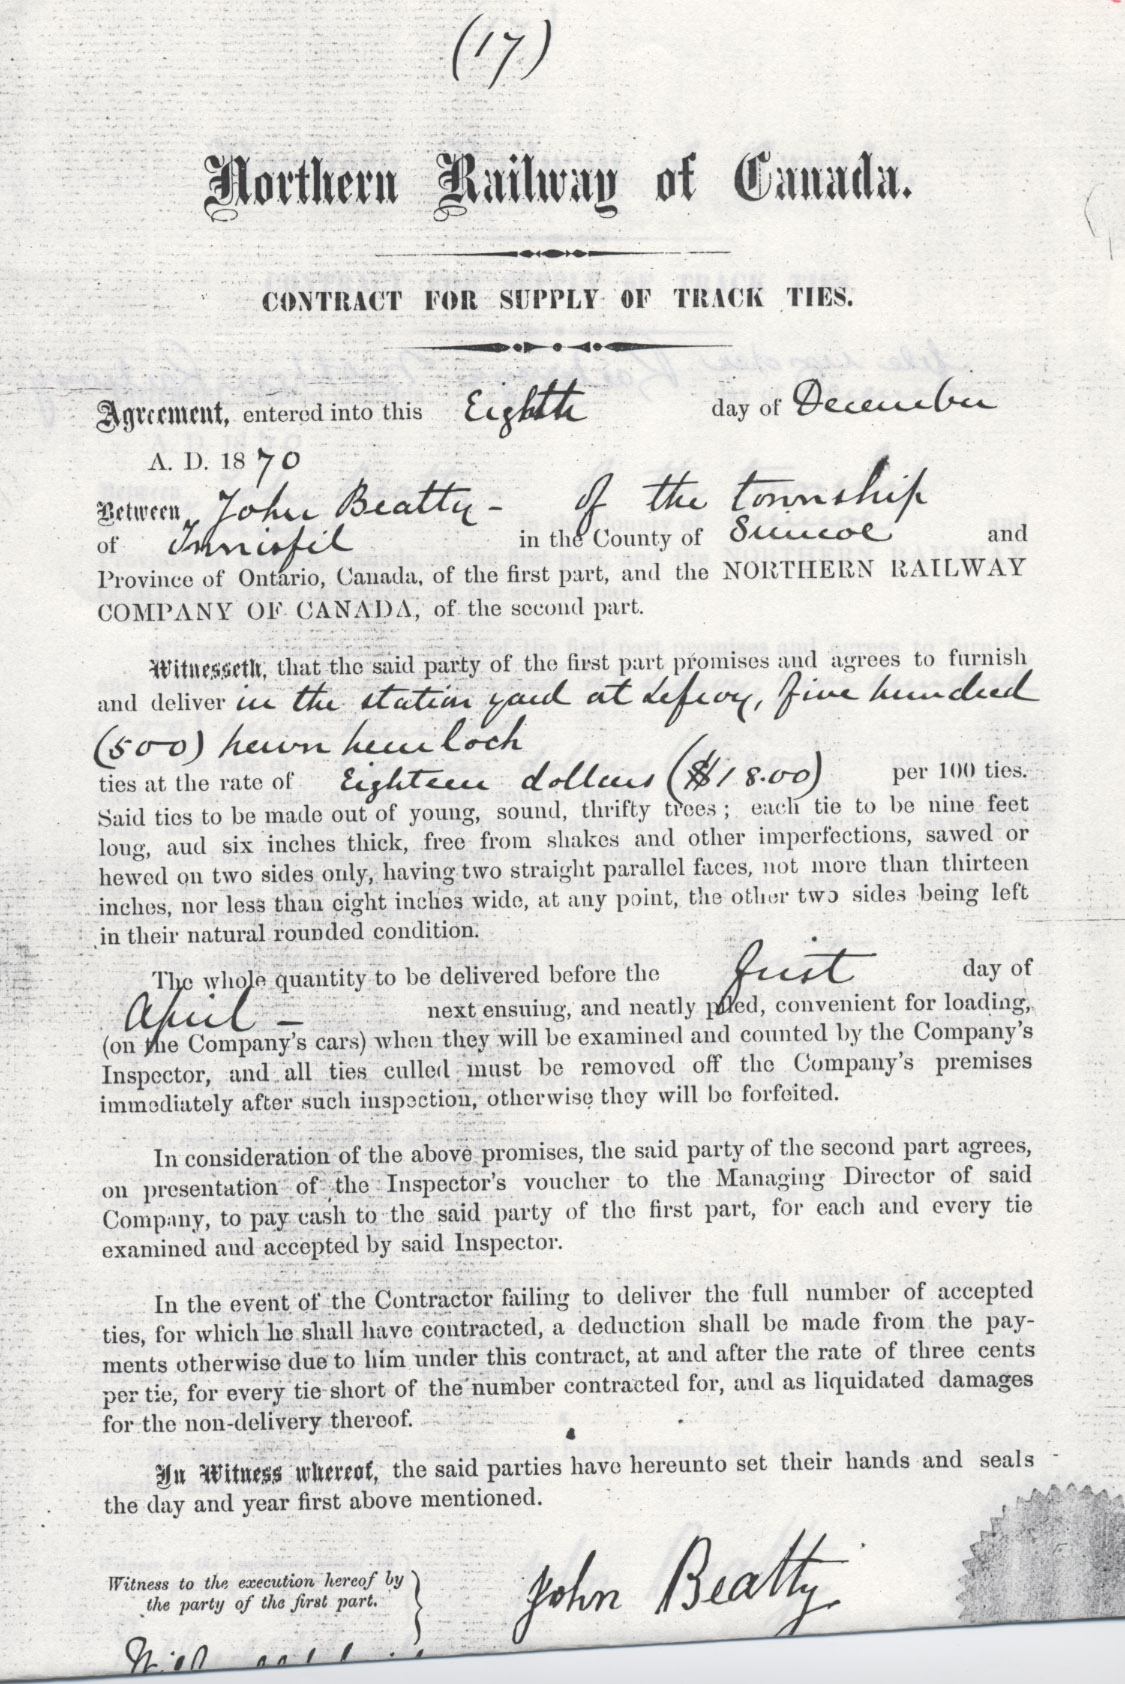 (17)
Northern Railway of Canada.
CONTRACT FOR SUPPLY OF TRACK TIES.
Agreement, entered into this Eighth day of December
A. D. 1870
Between John Beatty - of the township
of Innisfil in the County of Simcoe and
Province of Ontario, Canada, of the first part, and the NORTHERN RAILWAY
COMPANY OF CANADA, of the second part.
Witnesseth, that the said party of the first part promises and agrees to furnish
and deliver in the station yard at Lefroy, five hundred
(500) hewn hemlock
ties at the rate of Eighteen dollars ($18.00) per 100 ties.
Said ties to be made out of young, sound, thrifty trees; each tie to be nine feet
long, aud six inches thick, free from shakes and other imperfections, sawed or
hewed on two sides only, having two straight parallel faces, not more than thirteen
inches, nor less than eight inches wide, at any point, the other two sides being left
in their natural rounded condition.
The whole quantity to be delivered before the first day of
April - next ensuing, and neatly piled, convenient for loading,
(on the Company's cars) when they will be examined and counted by the Company's
Inspector, and all ties culled must be removed off the Company's premises
immediately after such inspection, otherwise they will be forfeited.
In consideration of the above promises, the said party of the second part agrees,
on presentation of the Inspector's voucher to the Managing Director of said
Company, to pay cash to the said party of the first part, for each and every tie
examined and accepted by said Inspector.
In the event of the Contractor failing to deliver the full number of accepted
ties, for which he shall have contracted, a deduction shall be made from the pay-
ments otherwise due to him under this contract, at and after the rate of three cents
per tie, for every tie short of the number contracted for, and as liquidated damages
for the non-delivery thereof.
In Witness whereof, the said parties have hereunto set their hands and seals
the day and year first above mentioned.
Witness to the execution hereof by
the party of the first part.
John Beatty